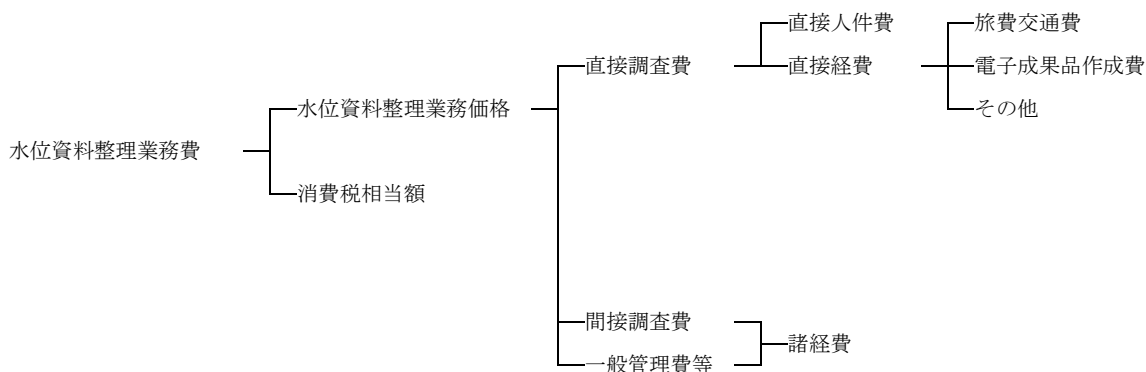 直接人件費
旅費交通費
直接調査費
直接経費
電子成果品作成費
水位資料整理業務価格
その他
水位資料整理業務費
消費税相当額
間接調査費
諸経費
一般管理費等